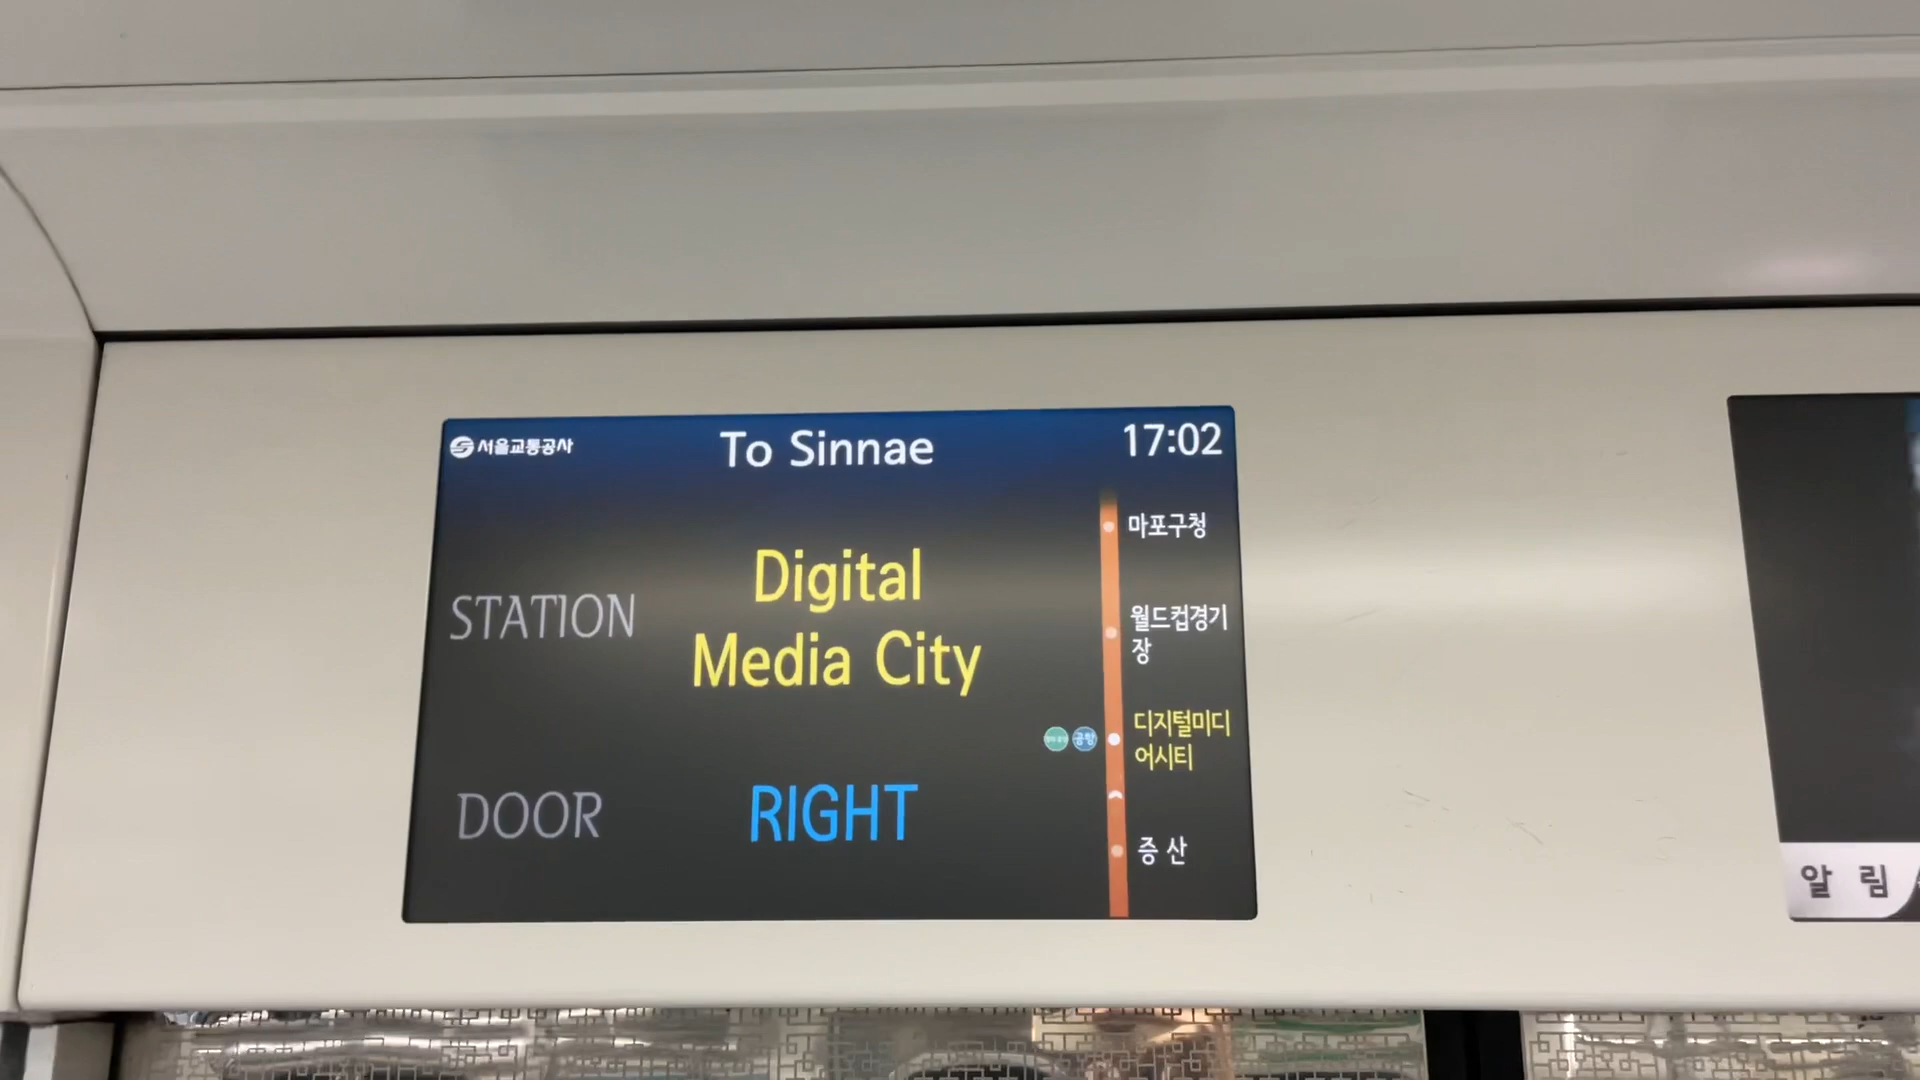 서울교통공사
To Sinnae
17:02
STATION
Digital
Media City
DOOR
RIGHT
마포구청
월드컵경기
장
디지털미디
어시티
공항
증 산
알 림